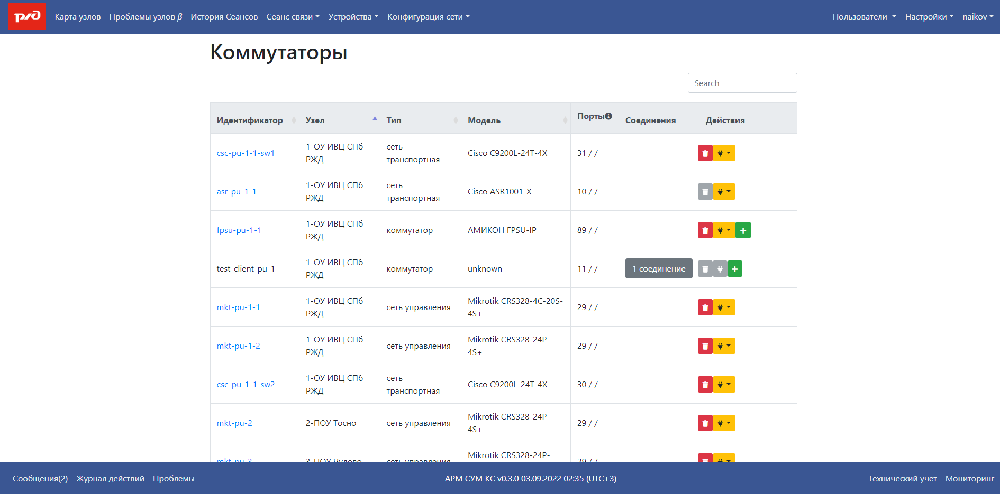 ржд Карта узлов Проблемы узлов β История Сеансов Сеанс связи Устройства Конфигурация сети Пользователи Настройки naikov
Коммутаторы
Search
Идентификатор Узел Тип Модель Порты Соединения Действия
csc-pu-1-1-sw1 1-ОУ ИВЦ СПб РЖД сеть транспортная Cisco C9200L-24T-4X 31 / /
asr-pu-1-1 1-ОУ ИВЦ СПб РЖД сеть транспортная Cisco ASR1001-X 10 / /
fpsu-pu-1-1 1-ОУ ИВЦ СПб РЖД коммутатор АМИКОН FPSU-IP 89 / /
test-client-pu-1 1-ОУ ИВЦ СПб РЖД коммутатор unknown 11 / / 1 соединение
mkt-pu-1-1 1-ОУ ИВЦ СПб РЖД сеть управления Mikrotik CRS328-4C-20S-4S+ 29 / /
mkt-pu-1-2 1-ОУ ИВЦ СПб РЖД сеть управления Mikrotik CRS328-24P-4S+ 29 / /
csc-pu-1-1-sw2 1-ОУ ИВЦ СПб РЖД сеть транспортная Cisco C9200L-24T-4X 30 / /
mkt-pu-2 2-ПОУ Тосно сеть управления Mikrotik CRS328-24P-4S+ 29 / /
mkt-pu-3 3-ПОУ Чудово сеть управления Mikrotik CRS328-24P- 29 / /
Сообщения(2) Журнал действий Проблемы АРМ СУМ КС v0.3.0 03.09.2022 02:35 (UTC+3) Технический учет Мониторинг